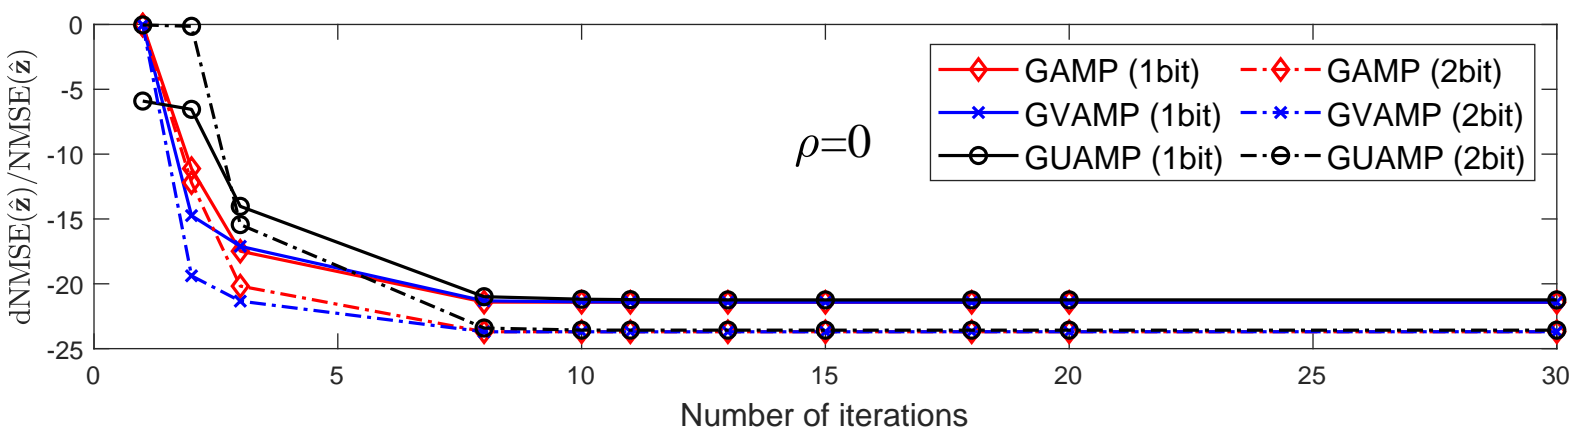 dNMSE(ẑ)/NMSE(ẑ)
0
-5
-10
-15
-20
-25
ρ=0
GAMP (1bit) GAMP (2bit)
GVAMP (1bit) GVAMP (2bit)
GUAMP (1bit) GUAMP (2bit)
0 5 10 15 20 25 30
Number of iterations